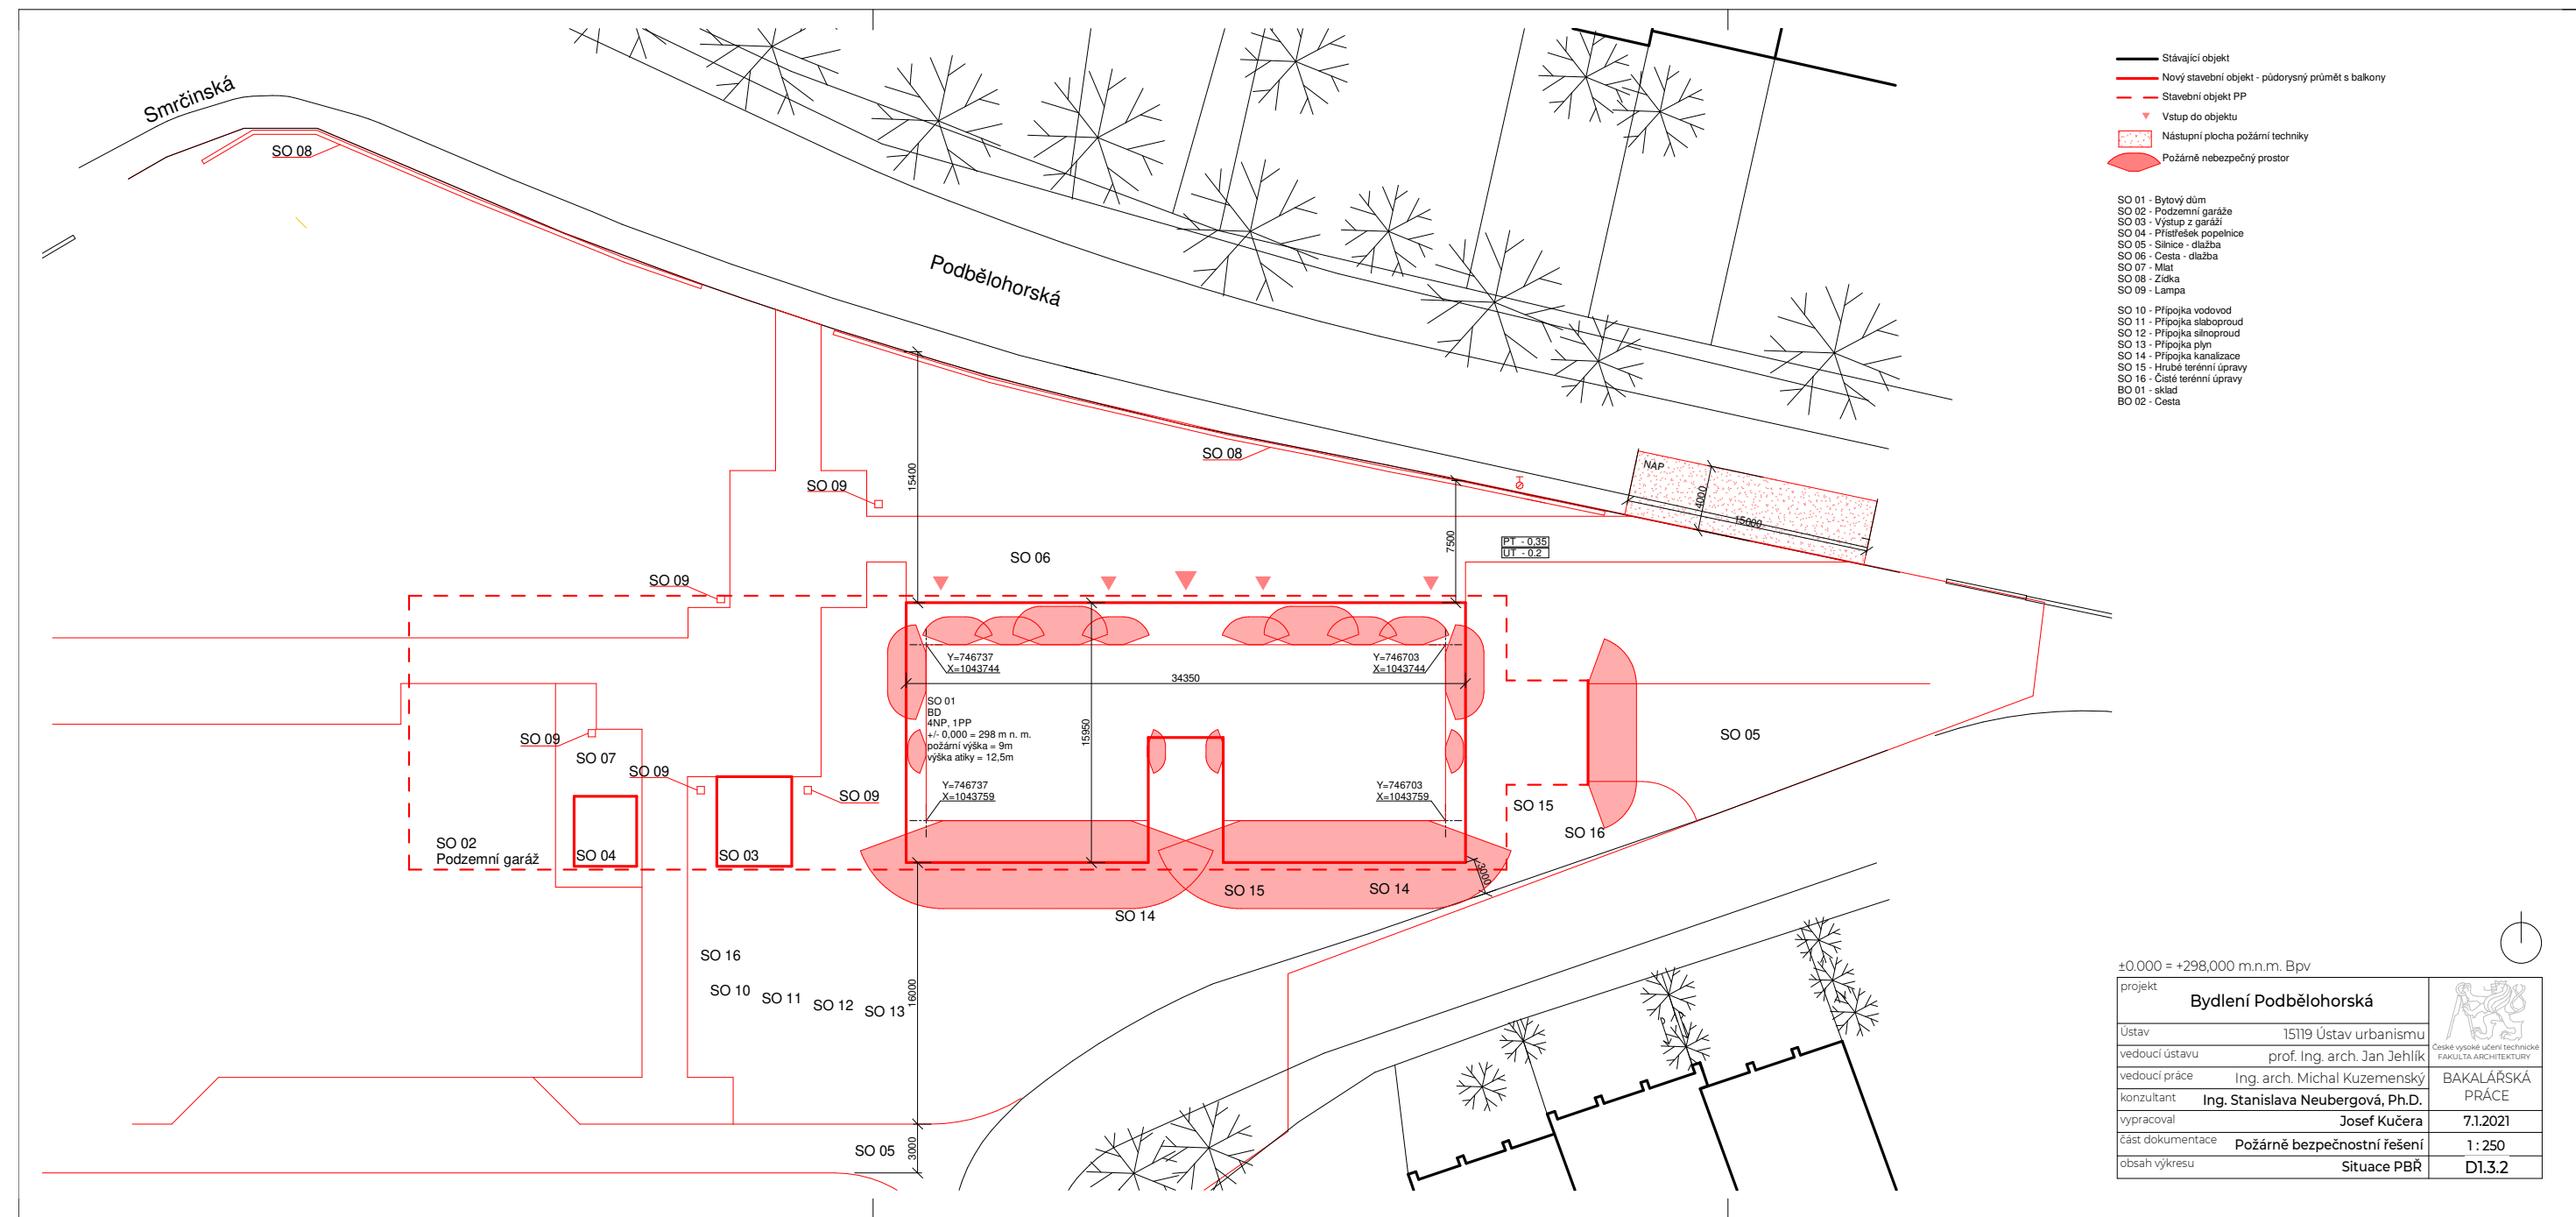 Smrčinská
SO 08
Podbělohorská
SO 08
SO 09
15400
NAP
4000
15000
7500
PT - 0,35
UT - 0.2
SO 06
SO 09
Y=746737
X=1043744
Y=746703
X=1043744
34350
SO 01
BD
4NP, 1PP
+/- 0,000 = 298 m n. m.
požární výška = 9m
výška atiky = 12,5m
15950
SO 05
SO 09
SO 07
SO 09
SO 09
Y=746737
X=1043759
Y=746703
X=1043759
SO 15
SO 16
SO 02
Podzemní garáž
SO 04
SO 03
3000
SO 15
SO 14
SO 14
SO 16
SO 10
SO 11
SO 12
SO 13
16000
SO 05
3000
Stávající objekt
Nový stavební objekt - půdorysný průmět s balkony
Stavební objekt PP
Vstup do objektu
Nástupní plocha požární techniky
Požárně nebezpečný prostor
SO 01 - Bytový dům
SO 02 - Podzemní garáže
SO 03 - Výstup z garáží
SO 04 - Přístřešek popelnice
SO 05 - Silnice - dlažba
SO 06 - Cesta - dlažba
SO 07 - Mlat
SO 08 - Zídka
SO 09 - Lampa
SO 10 - Přípojka vodovod
SO 11 - Přípojka slaboproud
SO 12 - Přípojka silnoproud
SO 13 - Přípojka plyn
SO 14 - Přípojka kanalizace
SO 15 - Hrubé terénní úpravy
SO 16 - Čisté terénní úpravy
BO 01 - sklad
BO 02 - Cesta
±0.000 = +298,000 m.n.m. Bpv
projekt
Bydlení Podbělohorská
Ústav 15119 Ústav urbanismu
vedoucí ústavu prof. Ing. arch. Jan Jehlík
České vysoké učení technické
FAKULTA ARCHITEKTURY
vedoucí práce Ing. arch. Michal Kuzemenský
BAKALÁŘSKÁ
PRÁCE
konzultant Ing. Stanislava Neubergová, Ph.D.
vypracoval Josef Kučera 7.1.2021
část dokumentace Požárně bezpečnostní řešení 1 : 250
obsah výkresu Situace PBŘ D1.3.2